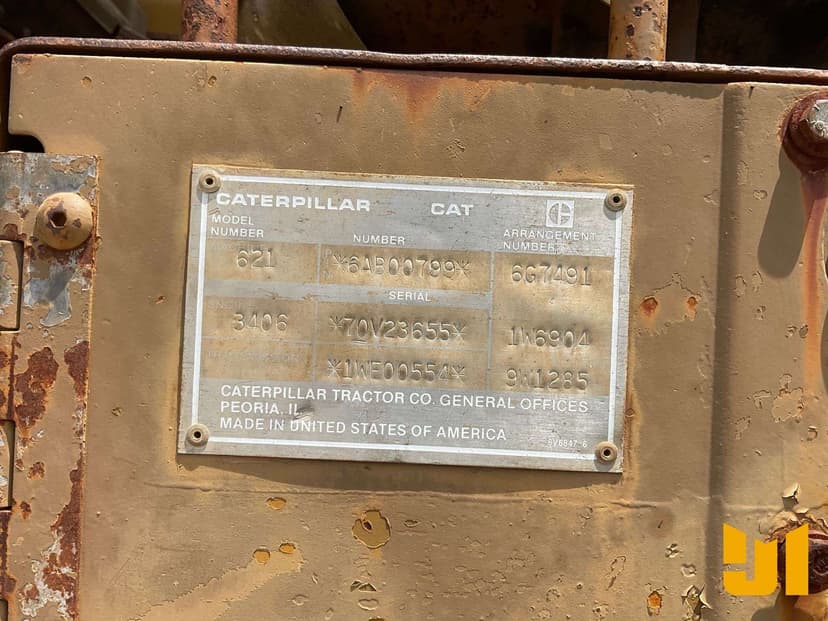 CATERPILLAR CAT C
MODEL NUMBER NUMBER ARRANGEMENT NUMBER
621 *6AB00799* 6G7491
SERIAL
3406 *70V23655* 1W6904
*1WE00554* 9W1285
CATERPILLAR TRACTOR CO. GENERAL OFFICES
PEORIA, IL
MADE IN UNITED STATES OF AMERICA